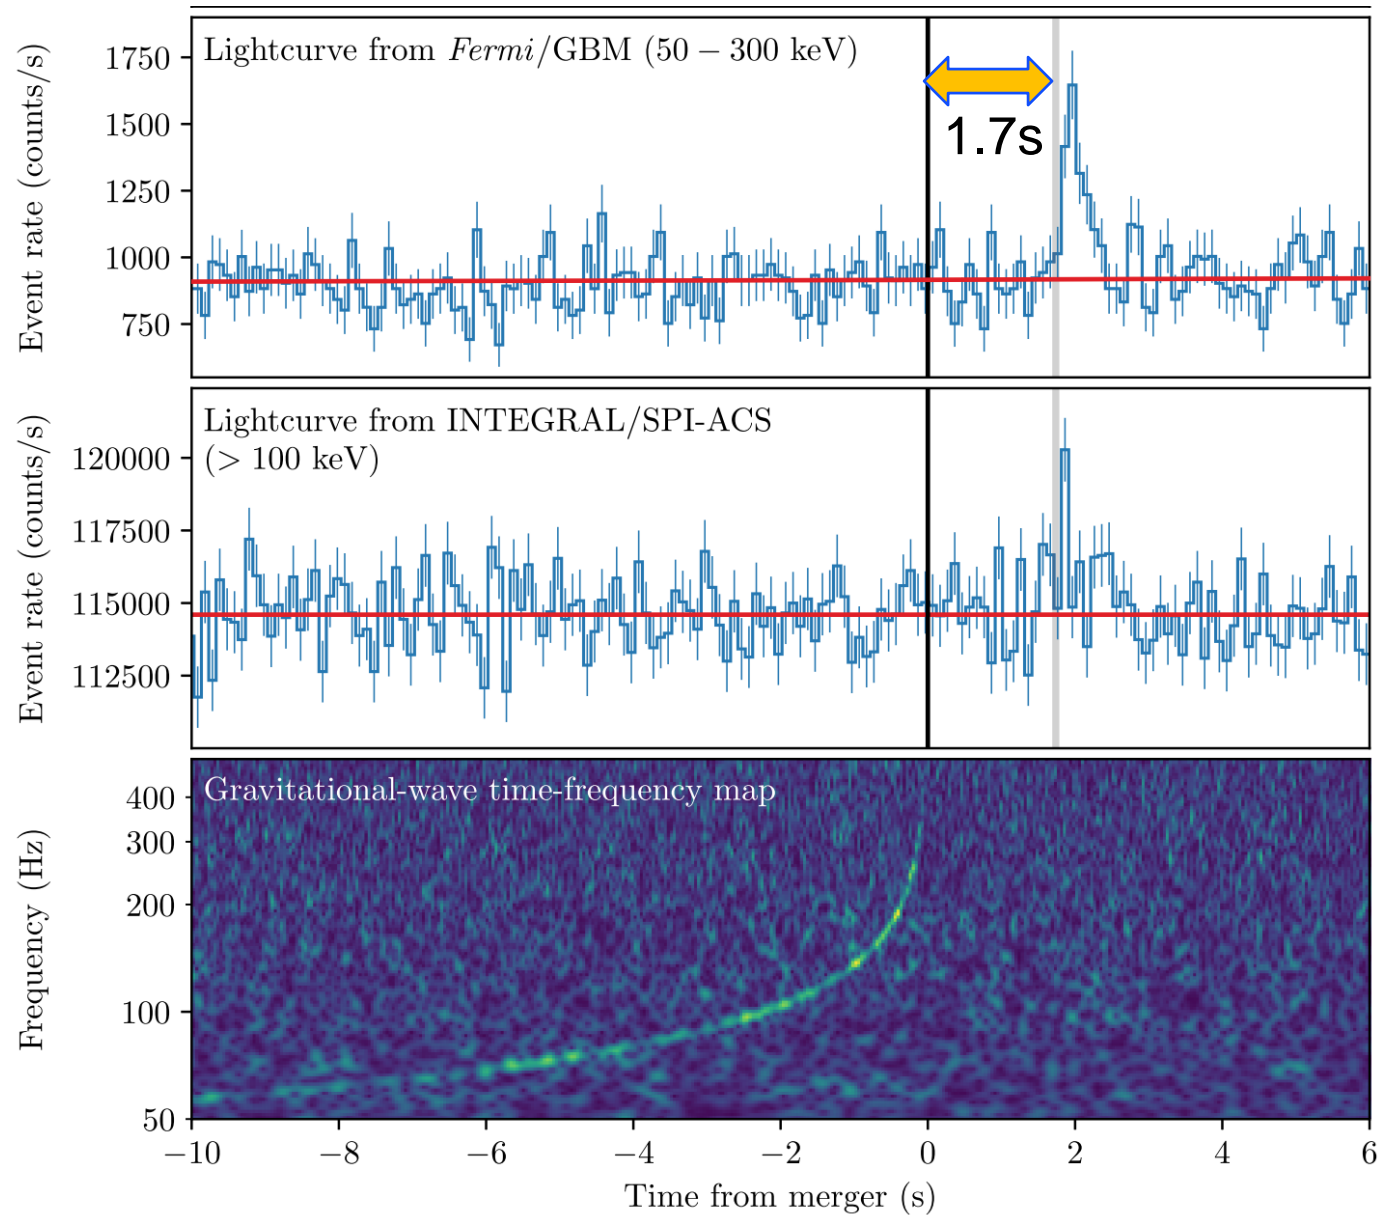 Lightcurve from Fermi/GBM (50 − 300 keV)
1.7s
Event rate (counts/s)
1750
1500
1250
1000
750
Lightcurve from INTEGRAL/SPI-ACS
(> 100 keV)
Event rate (counts/s)
120000
117500
115000
112500
Gravitational-wave time-frequency map
Frequency (Hz)
400
300
200
100
50
−10 −8 −6 −4 −2 0 2 4 6
Time from merger (s)